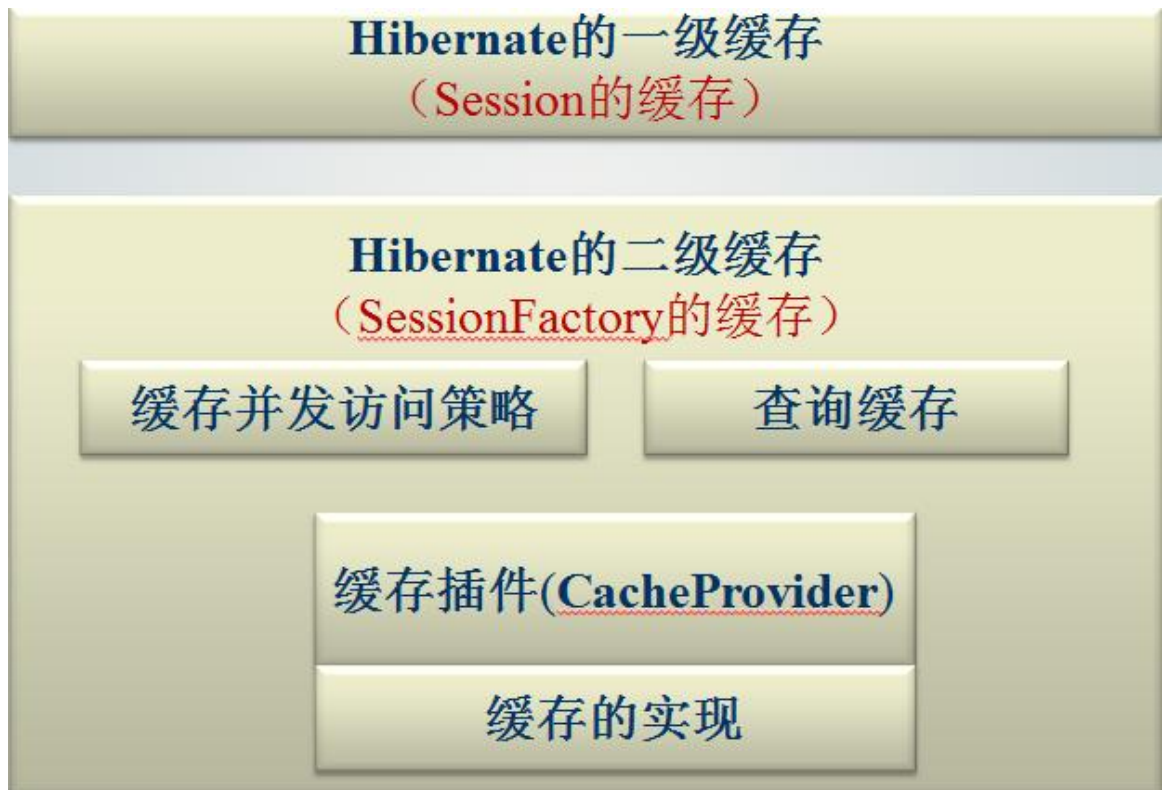 Hibernate的一级缓存
（Session的缓存）
Hibernate的二级缓存
（SessionFactory的缓存）
缓存并发访问策略
查询缓存
缓存插件(CacheProvider)
缓存的实现